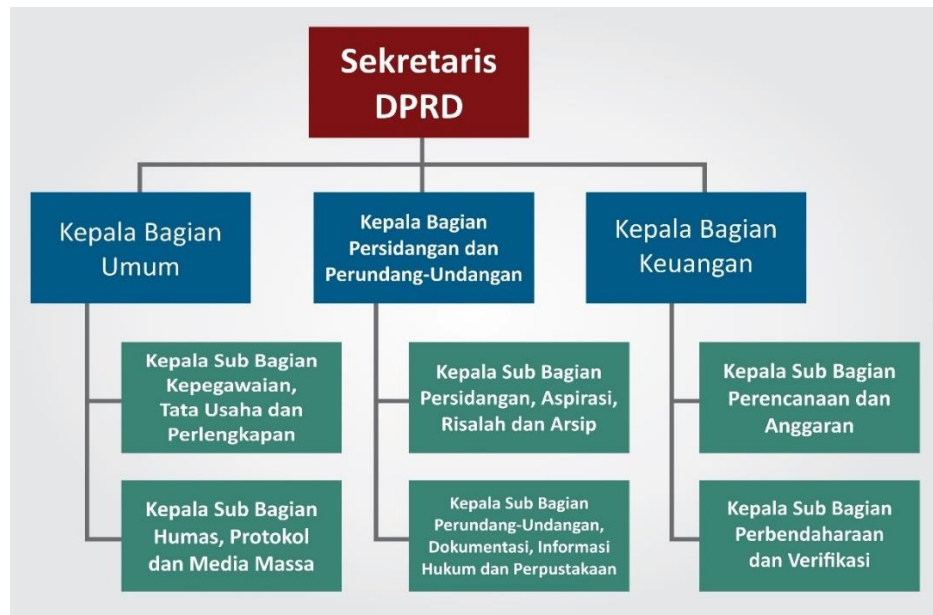 Sekretaris
DPRD
Kepala Bagian
Umum
Kepala Bagian
Persidangan dan
Perundang-Undangan
Kepala Bagian
Keuangan
Kepala Sub Bagian
Kepegawaian,
Tata Usaha dan
Perlengkapan
Kepala Sub Bagian
Persidangan, Aspirasi,
Risalah dan Arsip
Kepala Sub Bagian
Perencanaan dan
Anggaran
Kepala Sub Bagian
Humas, Protokol
dan Media Massa
Kepala Sub Bagian
Perundang-Undangan,
Dokumentasi, Informasi
Hukum dan Perpustakaan
Kepala Sub Bagian
Perbendaharaan
dan Verifikasi